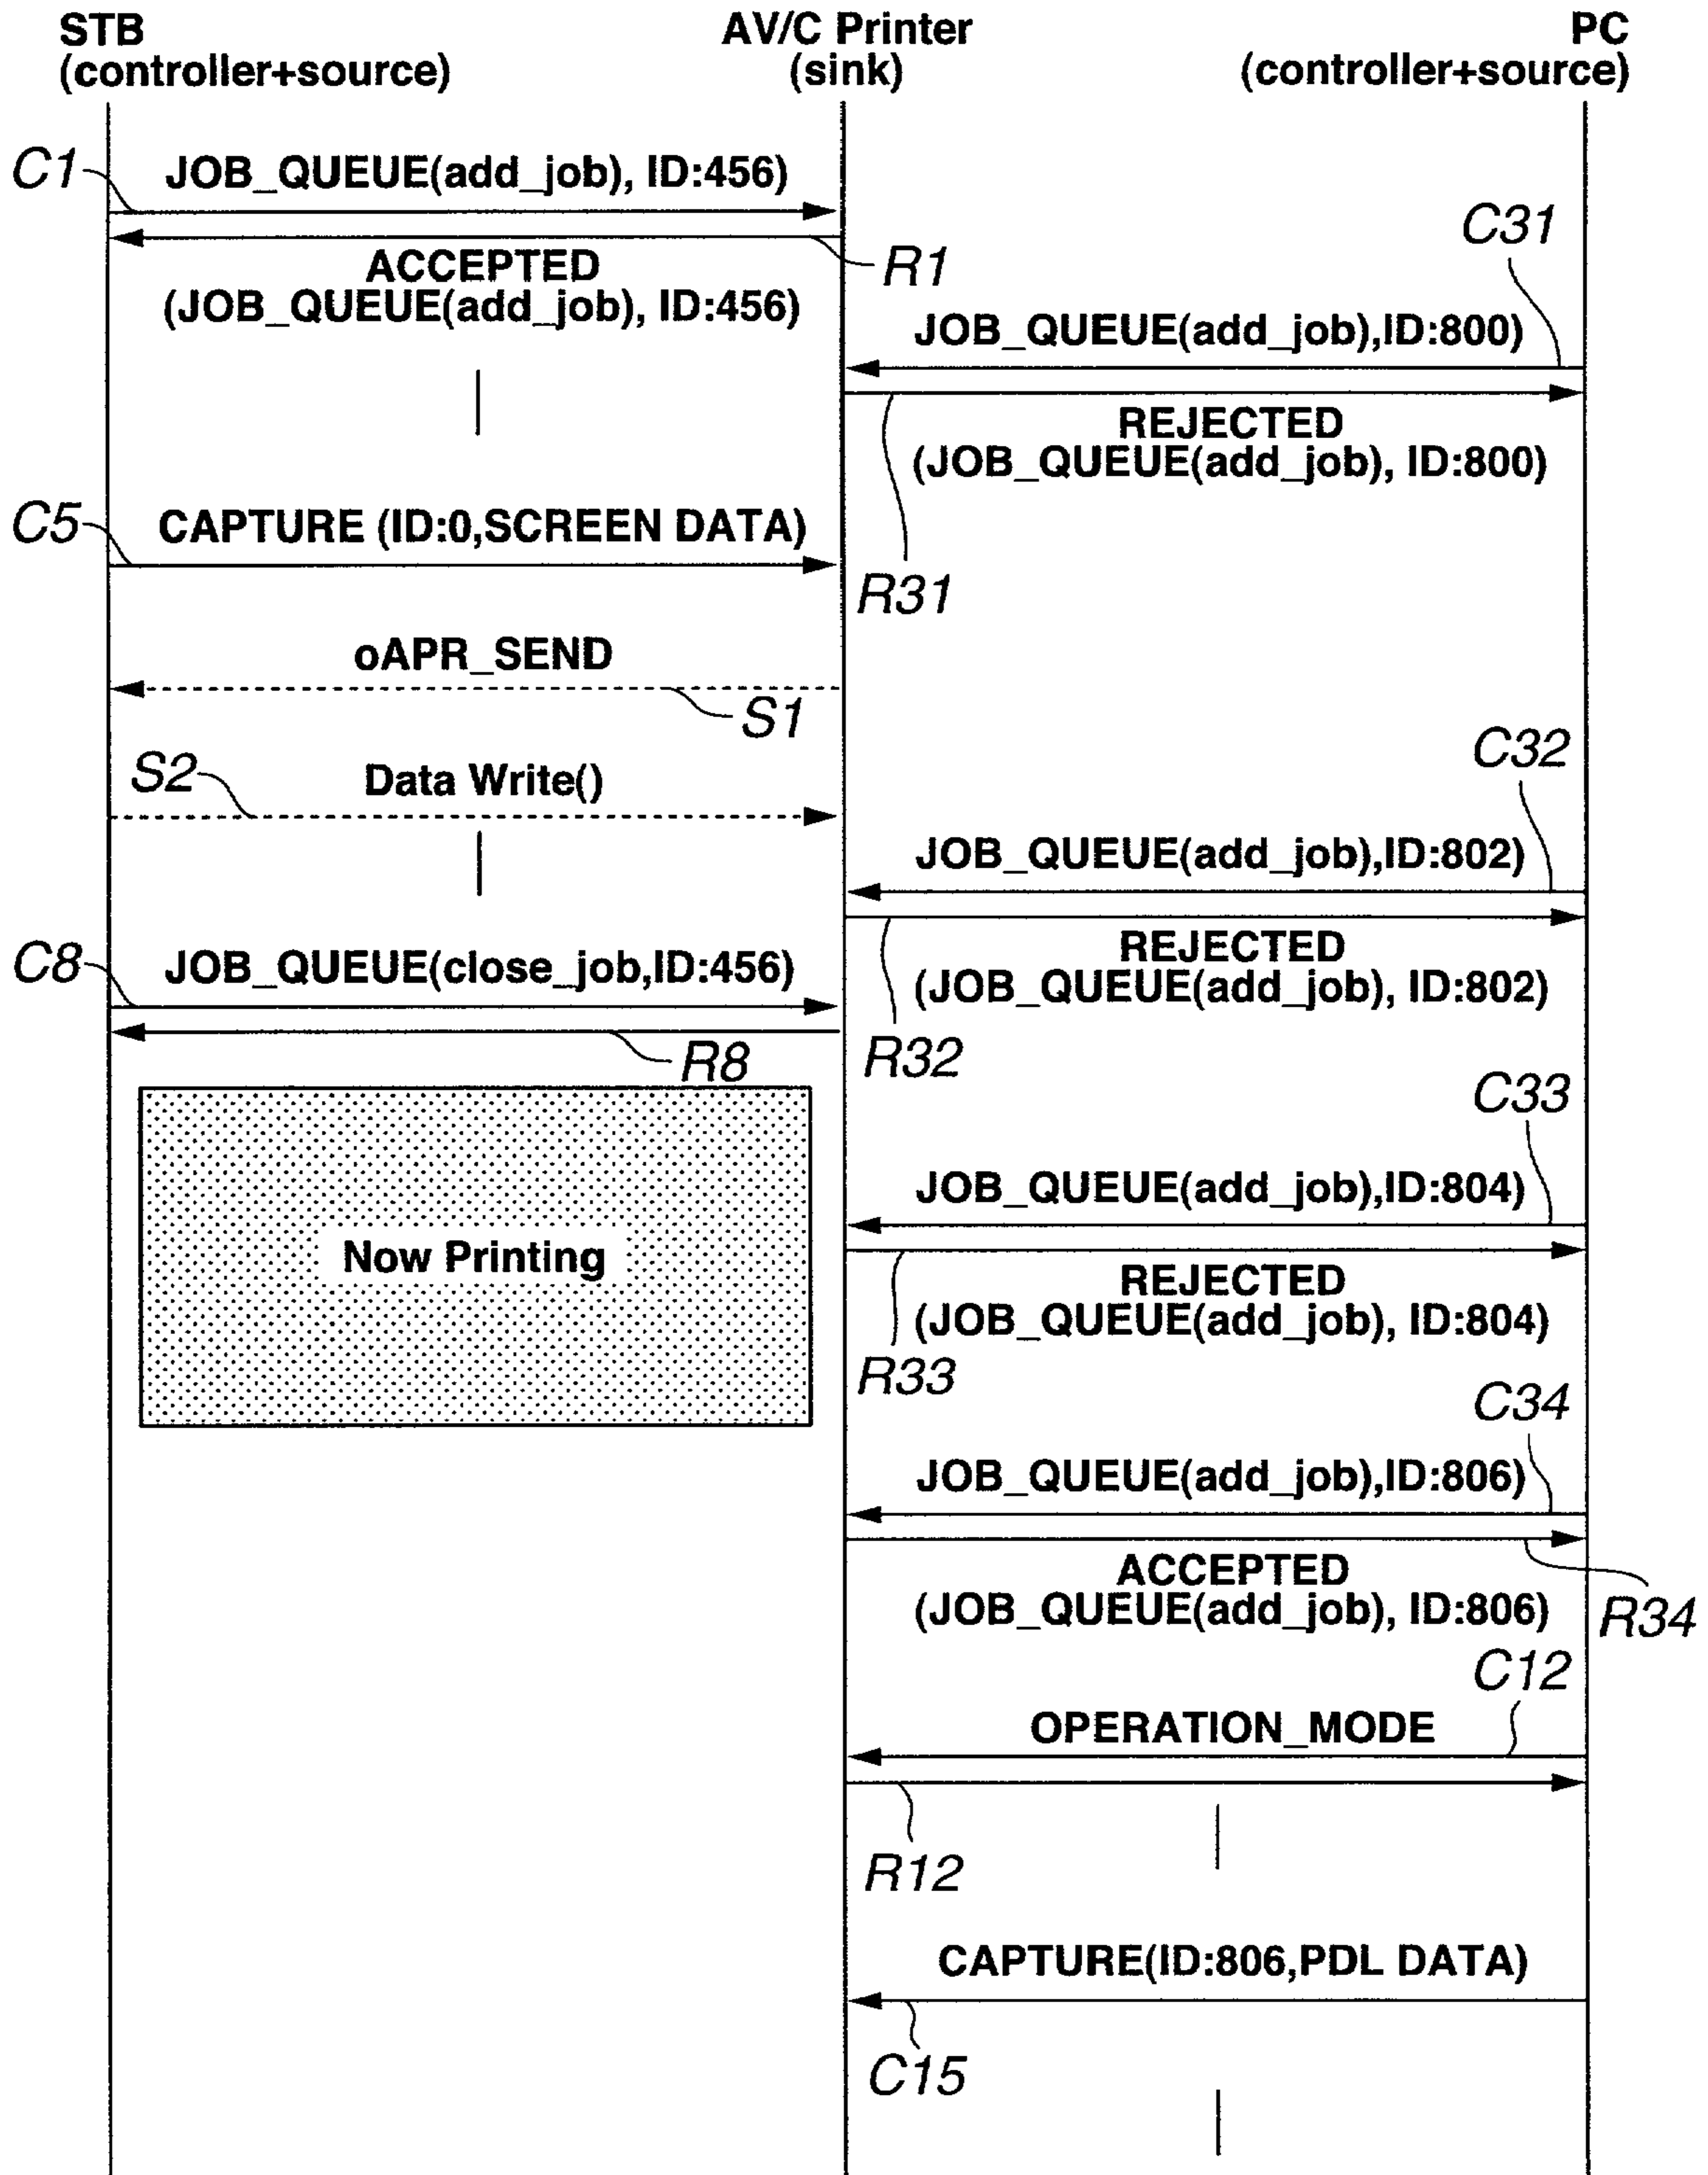 STB
(controller+source)
AV/C Printer
(sink)
PC
(controller+source)
C1
JOB_QUEUE(add_job), ID:456)
R1
ACCEPTED
(JOB_QUEUE(add_job), ID:456)
C31
JOB_QUEUE(add_job),ID:800)
REJECTED
(JOB_QUEUE(add_job), ID:800)
R31
C5
CAPTURE (ID:0,SCREEN DATA)
oAPR_SEND
S1
S2
Data Write()
C32
JOB_QUEUE(add_job),ID:802)
REJECTED
(JOB_QUEUE(add_job), ID:802)
R32
C8
JOB_QUEUE(close_job,ID:456)
R8
Now Printing
C33
JOB_QUEUE(add_job),ID:804)
REJECTED
(JOB_QUEUE(add_job), ID:804)
R33
C34
JOB_QUEUE(add_job),ID:806)
ACCEPTED
(JOB_QUEUE(add_job), ID:806)
R34
C12
OPERATION_MODE
R12
CAPTURE(ID:806,PDL DATA)
C15